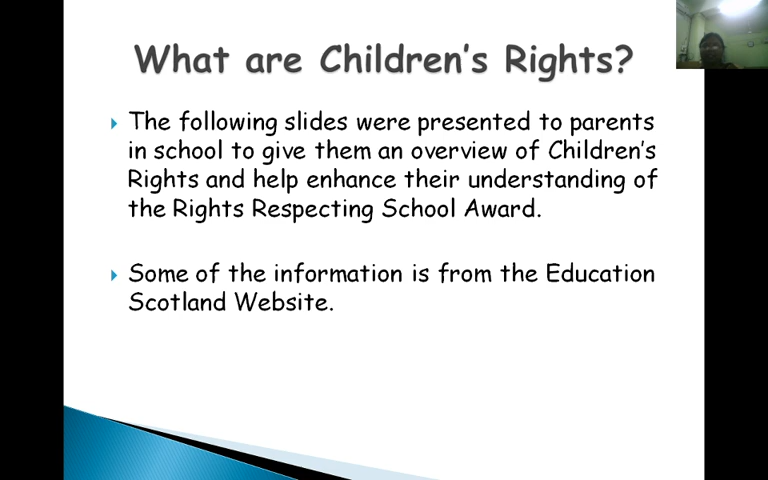 What are Children's Rights?
The following slides were presented to parents
in school to give them an overview of Children's
Rights and help enhance their understanding of
the Rights Respecting School Award.
Some of the information is from the Education
Scotland Website.